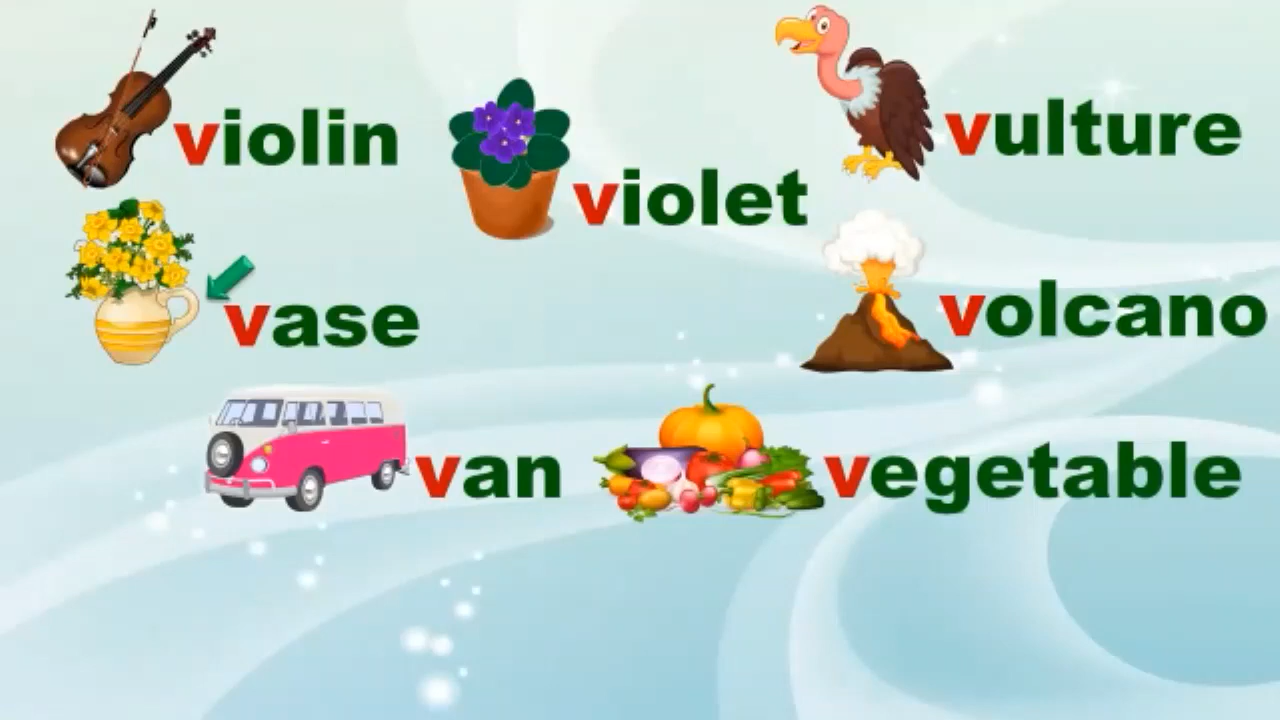 violin
violet
vulture
vase
volcano
van
vegetable